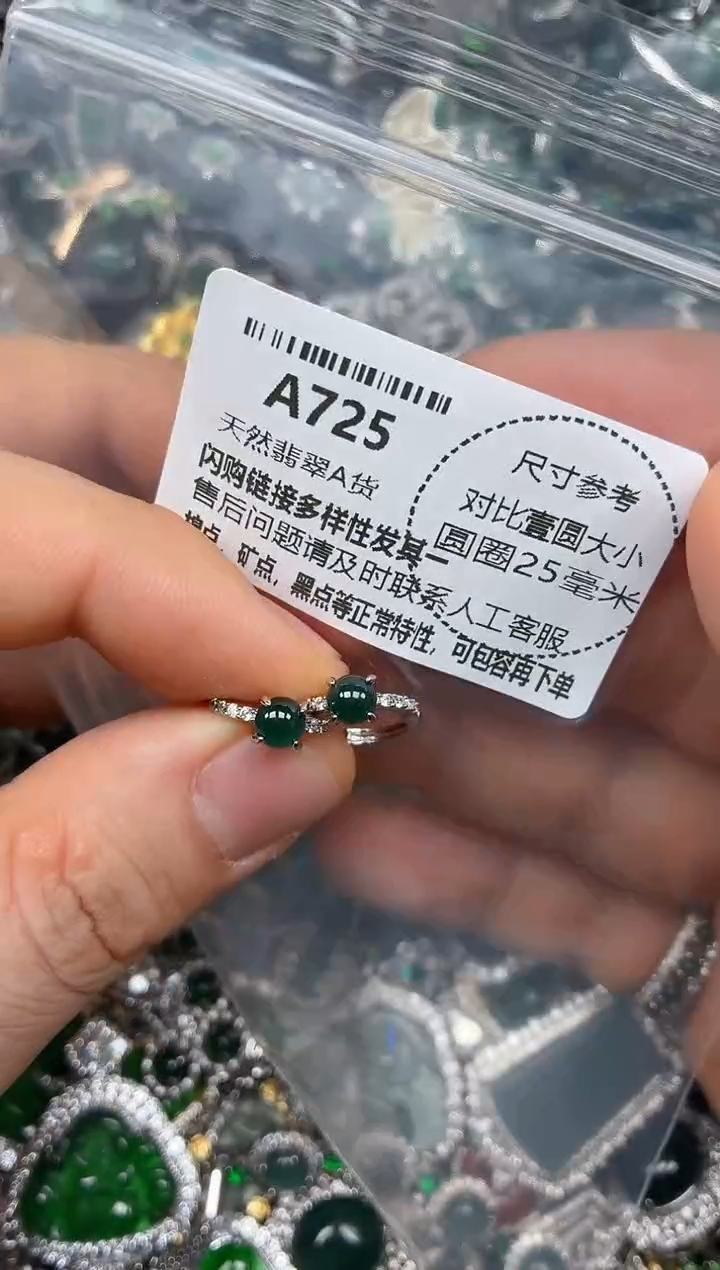 A725
天然翡翠A货
闪购链接多样性发其一
售后问题请及时联系人工客服
棉点，矿点，黑点等正常特性，可包容再下单
尺寸参考
对比壹圆大小
圆圈25毫米